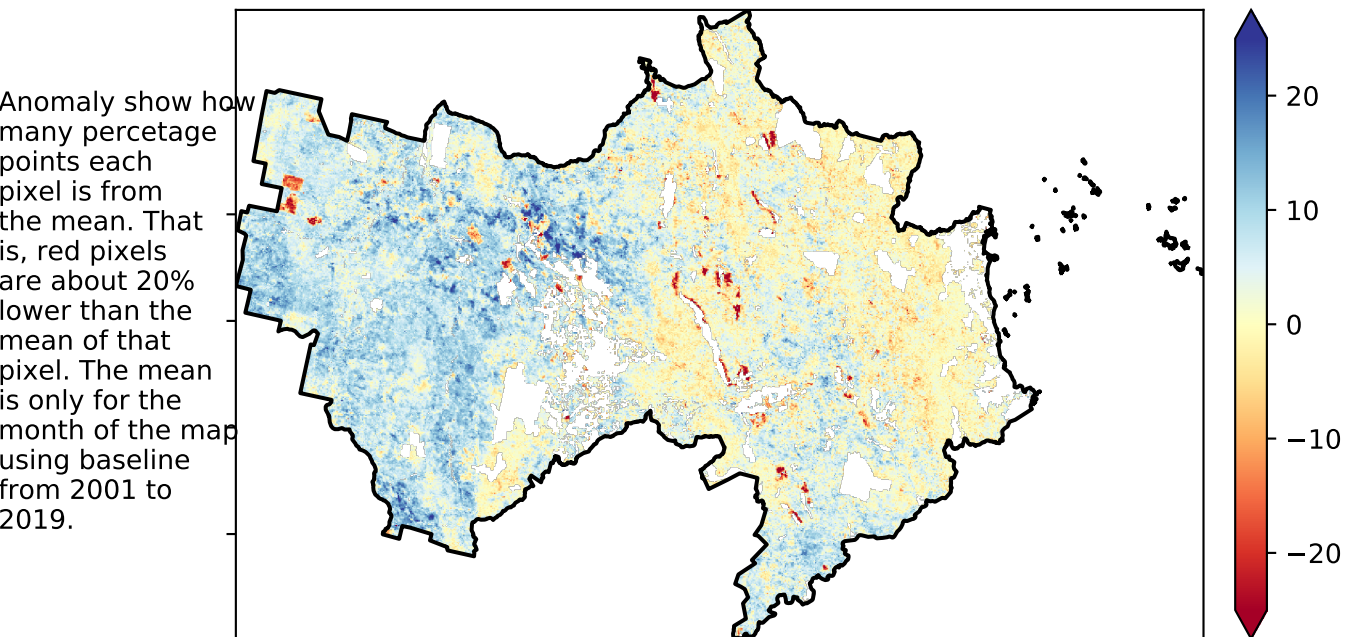 Anomaly show how
many percetage
points each
pixel is from
the mean. That
is, red pixels
are about 20%
lower than the
mean of that
pixel. The mean
is only for the
month of the map
using baseline
from 2001 to
2019.
20
10
0
−10
−20